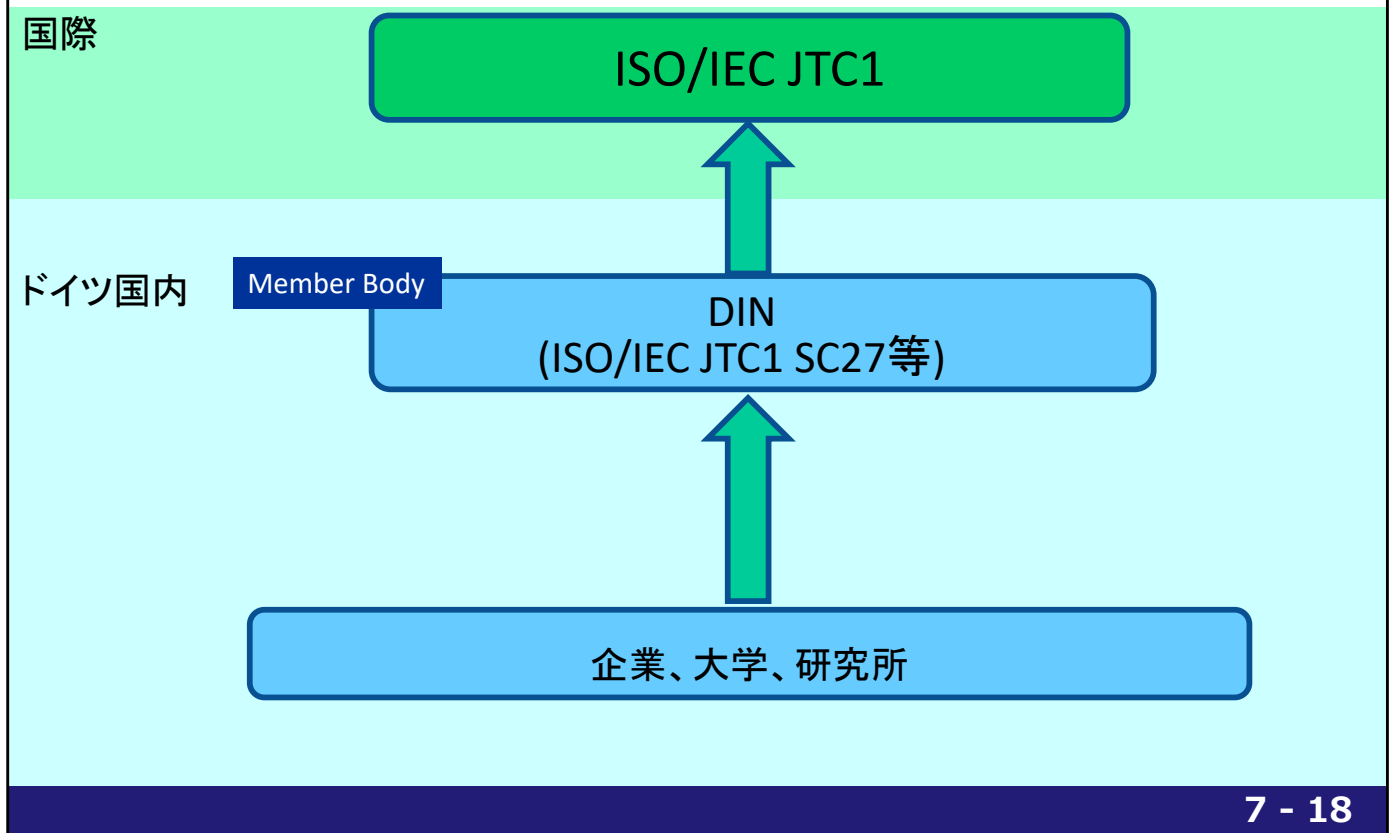 国際
ISO/IEC JTC1
ドイツ国内
Member Body
DIN
(ISO/IEC JTC1 SC27等)
企業、大学、研究所
7 - 18